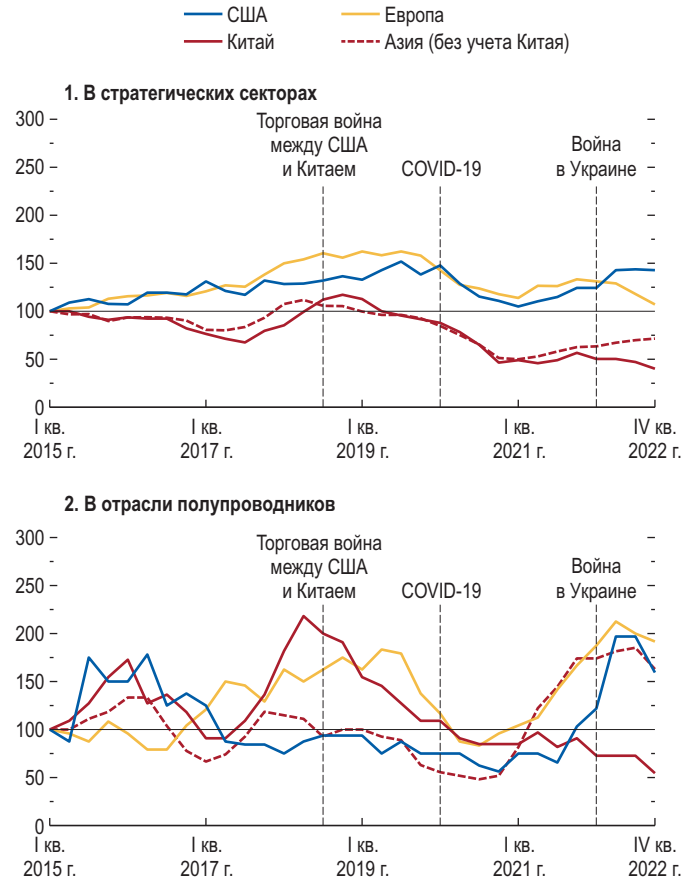 США
Европа
Китай
Азия (без учета Китая)
1. В стратегических секторах
300
250
200
150
100
50
0
Торговая война
между США
и Китаем
COVID-19
Война
в Украине
I кв.
2015 г.
I кв.
2017 г.
I кв.
2019 г.
I кв.
2021 г.
IV кв.
2022 г.
2. В отрасли полупроводников
300
250
200
150
100
50
0
Торговая война
между США
и Китаем
COVID-19
Война
в Украине
I кв.
2015 г.
I кв.
2017 г.
I кв.
2019 г.
I кв.
2021 г.
IV кв.
2022 г.